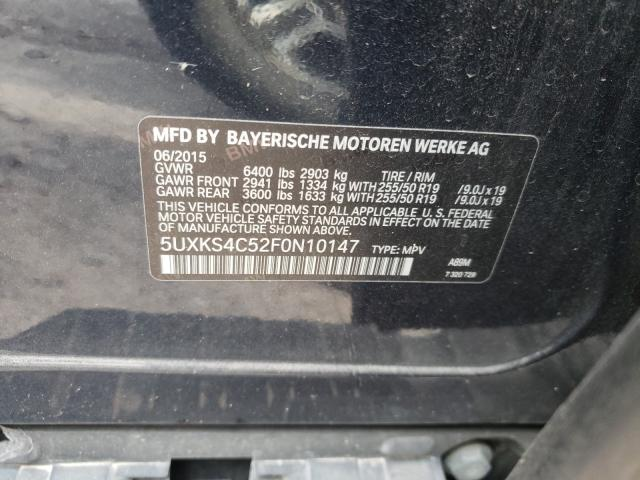 MFD BY BAYERISCHE MOTOREN WERKE AG
06/2015
GVWR 6400 lbs 2903 kg TIRE / RIM
GAWR FRONT 2941 lbs 1334 kg WITH 255/50 R19 /9.0J x 19
GAWR REAR 3600 lbs 1633 kg WITH 255/50 R19 /9.0J x 19
THIS VEHICLE CONFORMS TO ALL APPLICABLE U.S. FEDERAL
MOTOR VEHICLE SAFETY STANDARDS IN EFFECT ON THE DATE
OF MANUFACTURE SHOWN ABOVE.
5UXKS4C52F0N10147 TYPE: MPV
A89M
7 320 728